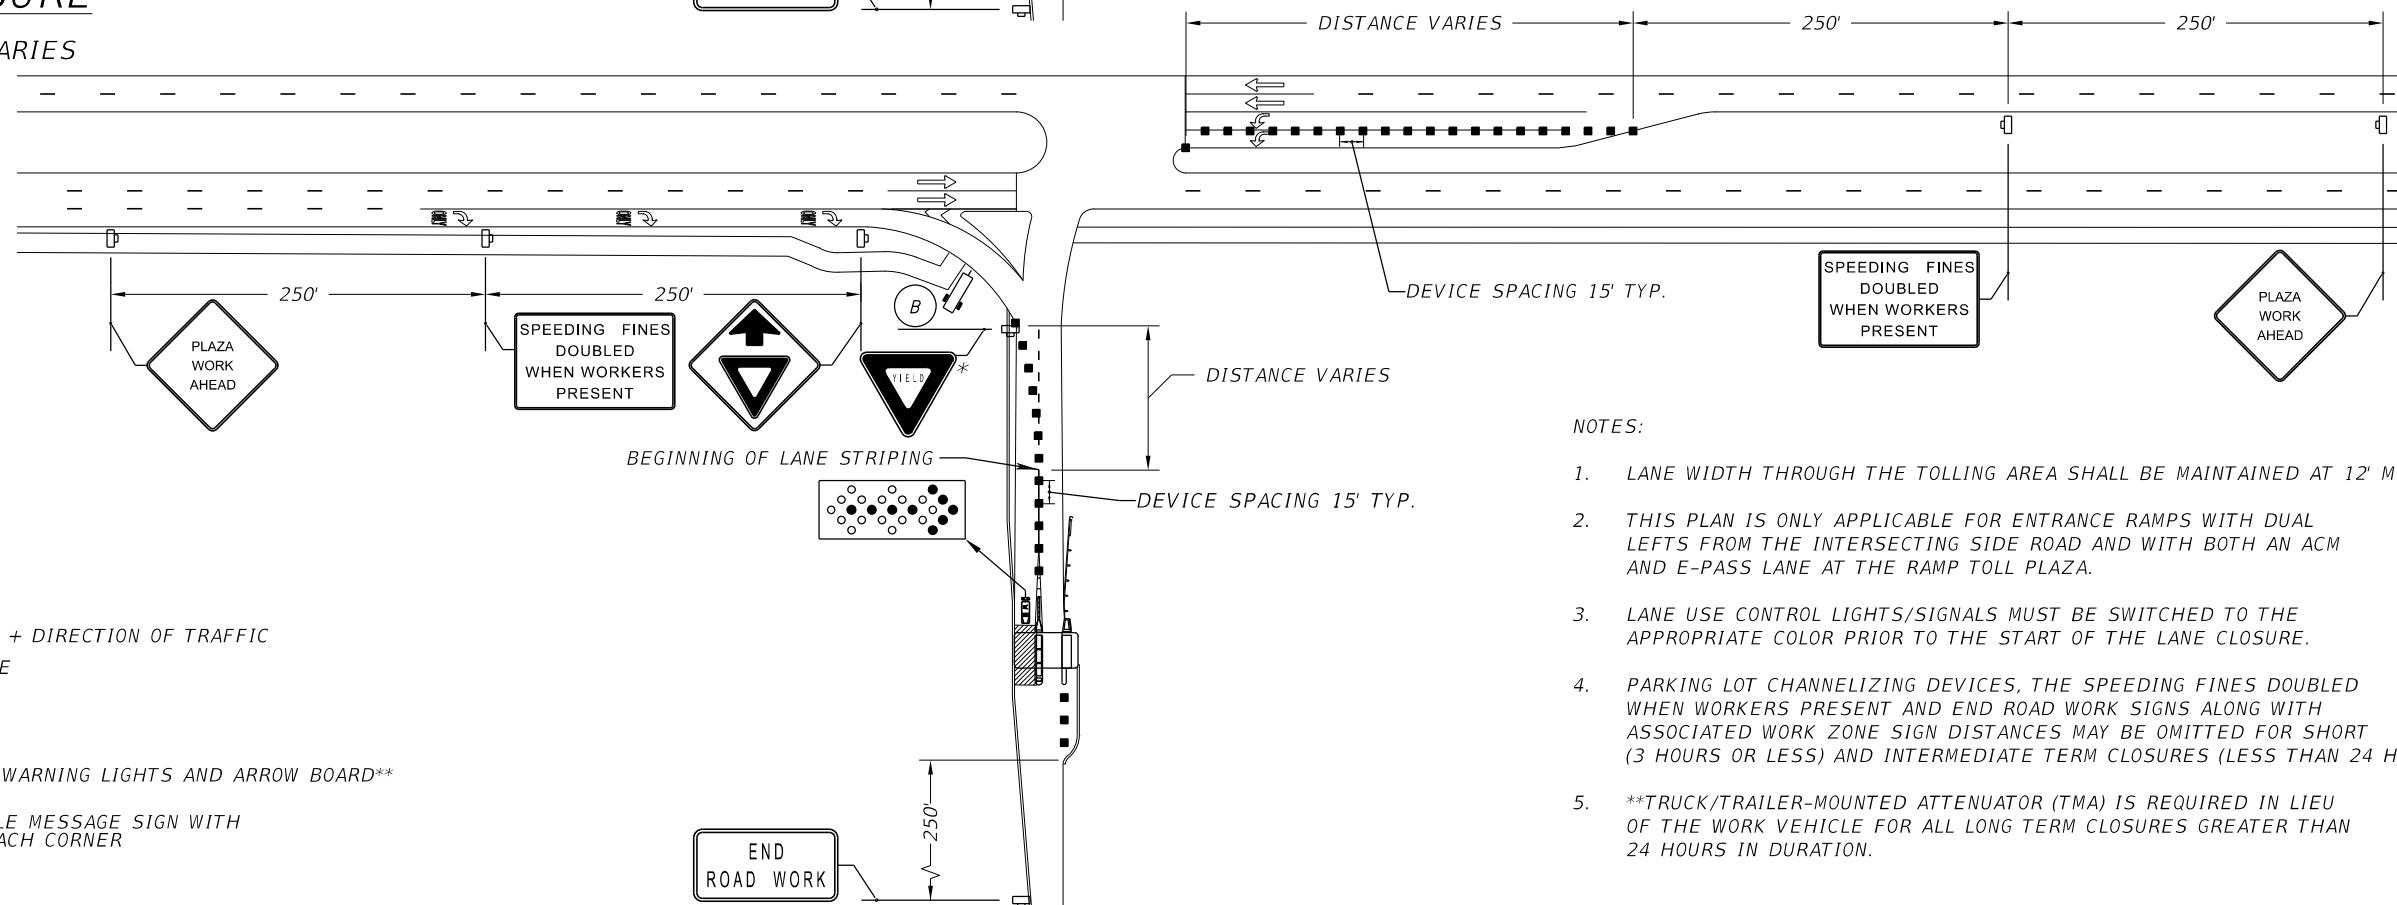 DISTANCE VARIES
250'
250'
250'
250'
PLAZA
WORK
AHEAD
SPEEDING FINES
DOUBLED
WHEN WORKERS
PRESENT
B
YIELD
*
BEGINNING OF LANE STRIPING
DEVICE SPACING 15' TYP.
DISTANCE VARIES
DEVICE SPACING 15' TYP.
SPEEDING FINES
DOUBLED
WHEN WORKERS
PRESENT
PLAZA
WORK
AHEAD
+ DIRECTION OF TRAFFIC
WARNING LIGHTS AND ARROW BOARD**
MESSAGE SIGN WITH
CORNER
250'
END
ROAD WORK
NOTES:
1. LANE WIDTH THROUGH THE TOLLING AREA SHALL BE MAINTAINED AT 12'
2. THIS PLAN IS ONLY APPLICABLE FOR ENTRANCE RAMPS WITH DUAL
LEFTS FROM THE INTERSECTING SIDE ROAD AND WITH BOTH AN ACM
AND E-PASS LANE AT THE RAMP TOLL PLAZA.
3. LANE USE CONTROL LIGHTS/SIGNALS MUST BE SWITCHED TO THE
APPROPRIATE COLOR PRIOR TO THE START OF THE LANE CLOSURE.
4. PARKING LOT CHANNELIZING DEVICES, THE SPEEDING FINES DOUBLED
WHEN WORKERS PRESENT AND END ROAD WORK SIGNS ALONG WITH
ASSOCIATED WORK ZONE SIGN DISTANCES MAY BE OMITTED FOR SHORT
(3 HOURS OR LESS) AND INTERMEDIATE TERM CLOSURES (LESS THAN 24
5. **TRUCK/TRAILER-MOUNTED ATTENUATOR (TMA) IS REQUIRED IN LIEU
OF THE WORK VEHICLE FOR ALL LONG TERM CLOSURES GREATER THAN
24 HOURS IN DURATION.